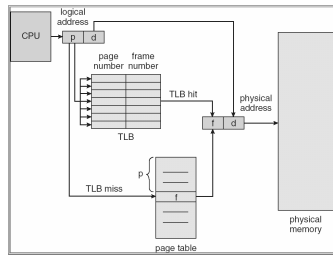 CPU
logical
address
p d
page
number
frame
number
TLB hit
TLB
physical
address
f d
p
TLB miss
f
page table
physical
memory